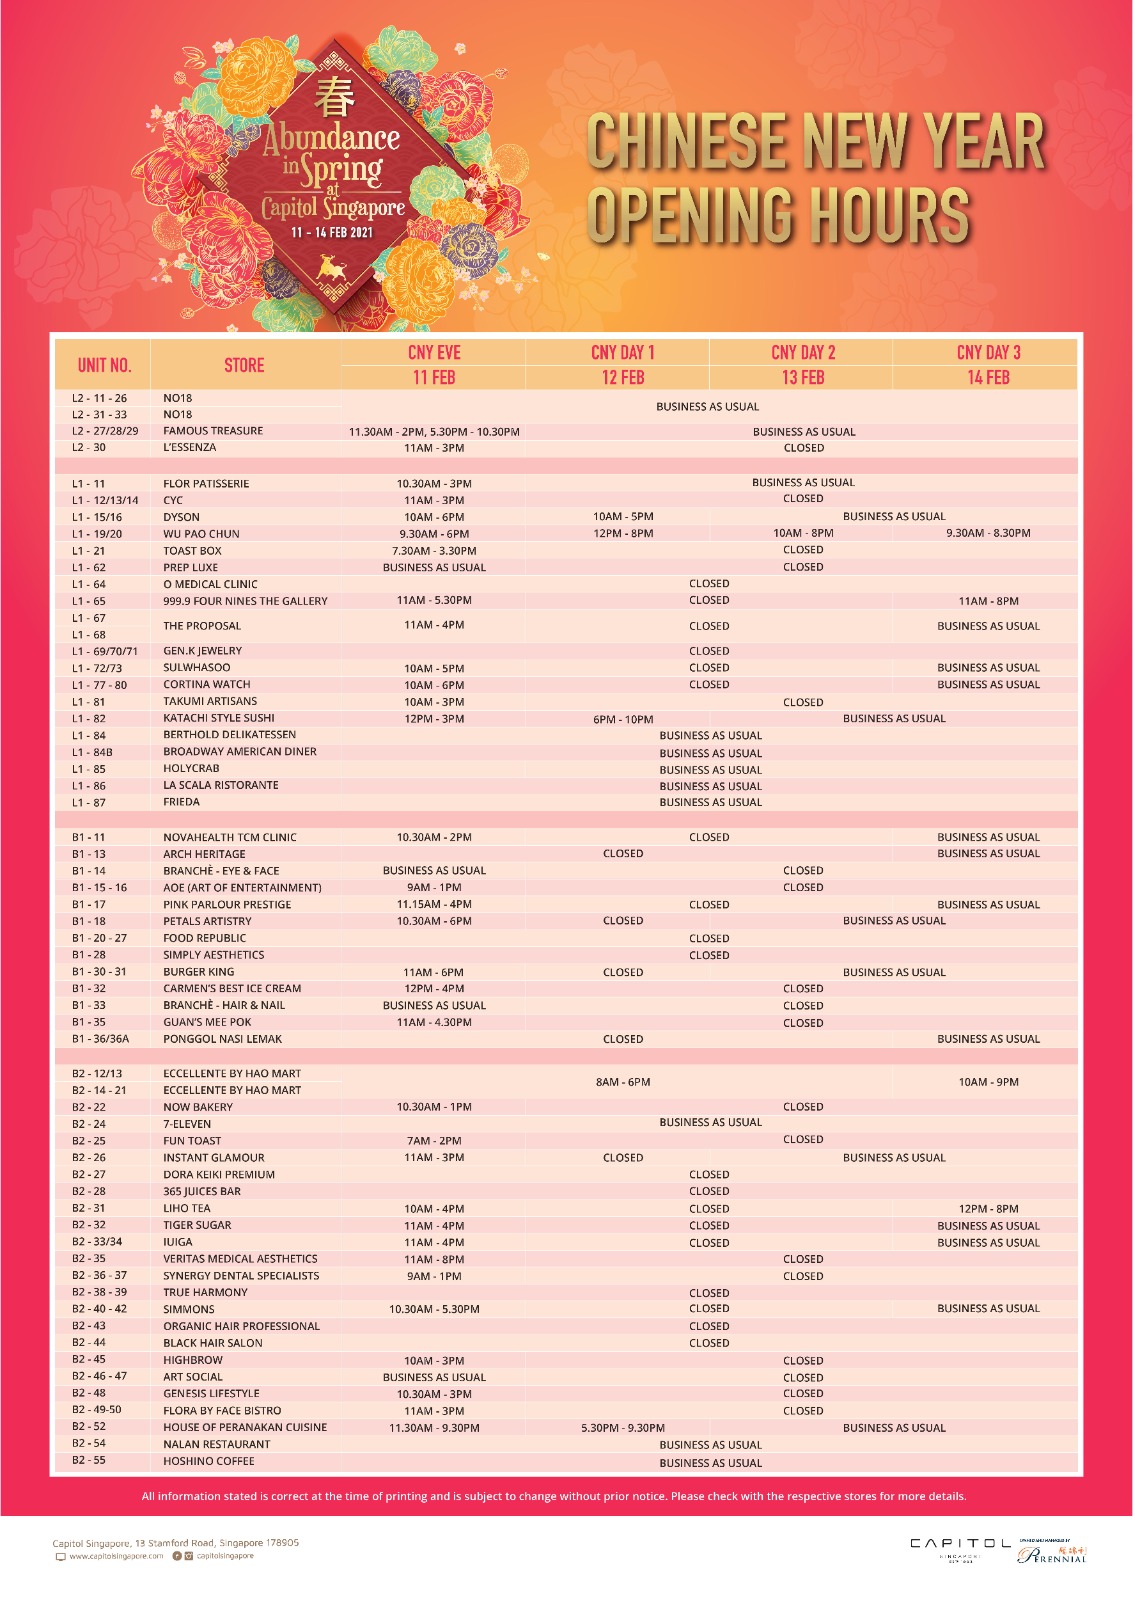 春
Abundance
in Spring
at
Capitol Singapore
11 - 14 FEB 2021
CHINESE NEW YEAR
OPENING HOURS
UNIT NO. STORE CNY EVE CNY DAY 1 CNY DAY 2 CNY DAY 3
11 FEB 12 FEB 13 FEB 14 FEB
L2 - 11 - 26 NO18 BUSINESS AS USUAL
L2 - 31 - 33 NO18
L2 - 27/28/29 FAMOUS TREASURE 11.30AM - 2PM, 5.30PM - 10.30PM BUSINESS AS USUAL
L2 - 30 L'ESSENZA 11AM - 3PM CLOSED
L1 - 11 FLOR PATISSERIE 10.30AM - 3PM BUSINESS AS USUAL
L1 - 12/13/14 CYC 11AM - 3PM CLOSED
L1 - 15/16 DYSON 10AM - 6PM 10AM - 5PM BUSINESS AS USUAL
L1 - 19/20 WU PAO CHUN 9.30AM - 6PM 12PM - 8PM 10AM - 8PM 9.30AM - 8.30PM
L1 - 21 TOAST BOX 7.30AM - 3.30PM CLOSED
L1 - 62 PREP LUXE BUSINESS AS USUAL CLOSED
L1 - 64 O MEDICAL CLINIC CLOSED
L1 - 65 999.9 FOUR NINES THE GALLERY 11AM - 5.30PM CLOSED 11AM - 8PM
L1 - 67
THE PROPOSAL 11AM - 4PM CLOSED BUSINESS AS USUAL
L1 - 68
L1 - 69/70/71 GEN.K JEWELRY CLOSED
L1 - 72/73 SULWHASOO 10AM - 5PM CLOSED BUSINESS AS USUAL
L1 - 77 - 80 CORTINA WATCH 10AM - 6PM CLOSED BUSINESS AS USUAL
L1 - 81 TAKUMI ARTISANS 10AM - 3PM CLOSED
L1 - 82 KATACHI STYLE SUSHI 12PM - 3PM 6PM - 10PM BUSINESS AS USUAL
L1 - 84 BERTHOLD DELIKATESSEN BUSINESS AS USUAL
L1 - 84B BROADWAY AMERICAN DINER BUSINESS AS USUAL
L1 - 85 HOLYCRAB BUSINESS AS USUAL
L1 - 86 LA SCALA RISTORANTE BUSINESS AS USUAL
L1 - 87 FRIEDA BUSINESS AS USUAL
B1 - 11 NOVAHEALTH TCM CLINIC 10.30AM - 2PM CLOSED BUSINESS AS USUAL
B1 - 13 ARCH HERITAGE CLOSED BUSINESS AS USUAL
B1 - 14 BRANCHÈ - EYE & FACE BUSINESS AS USUAL CLOSED
B1 - 15 - 16 AOE (ART OF ENTERTAINMENT) 9AM - 1PM CLOSED
B1 - 17 PINK PARLOUR PRESTIGE 11.15AM - 4PM CLOSED BUSINESS AS USUAL
B1 - 18 PETALS ARTISTRY 10.30AM - 6PM CLOSED BUSINESS AS USUAL
B1 - 20 - 27 FOOD REPUBLIC CLOSED
B1 - 28 SIMPLY AESTHETICS CLOSED
B1 - 30 - 31 BURGER KING 11AM - 6PM CLOSED BUSINESS AS USUAL
B1 - 32 CARMEN'S BEST ICE CREAM 12PM - 4PM CLOSED
B1 - 33 BRANCHÈ - HAIR & NAIL BUSINESS AS USUAL CLOSED
B1 - 35 GUAN'S MEE POK 11AM - 4.30PM CLOSED
B1 - 36/36A PONGGOL NASI LEMAK CLOSED BUSINESS AS USUAL
B2 - 12/13 ECCELLENTE BY HAO MART 8AM - 6PM 10AM - 9PM
B2 - 14 - 21 ECCELLENTE BY HAO MART
B2 - 22 NOW BAKERY 10.30AM - 1PM CLOSED
B2 - 24 7-ELEVEN BUSINESS AS USUAL
B2 - 25 FUN TOAST 7AM - 2PM CLOSED
B2 - 26 INSTANT GLAMOUR 11AM - 3PM CLOSED BUSINESS AS USUAL
B2 - 27 DORA KEIKI PREMIUM CLOSED
B2 - 28 365 JUICES BAR CLOSED
B2 - 31 LIHO TEA 10AM - 4PM CLOSED 12PM - 8PM
B2 - 32 TIGER SUGAR 11AM - 4PM CLOSED BUSINESS AS USUAL
B2 - 33/34 IUIGA 11AM - 4PM CLOSED BUSINESS AS USUAL
B2 - 35 VERITAS MEDICAL AESTHETICS 11AM - 8PM CLOSED
B2 - 36 - 37 SYNERGY DENTAL SPECIALISTS 9AM - 1PM CLOSED
B2 - 38 - 39 TRUE HARMONY CLOSED
B2 - 40 - 42 SIMMONS 10.30AM - 5.30PM CLOSED BUSINESS AS USUAL
B2 - 43 ORGANIC HAIR PROFESSIONAL CLOSED
B2 - 44 BLACK HAIR SALON CLOSED
B2 - 45 HIGHBROW 10AM - 3PM CLOSED
B2 - 46 - 47 ART SOCIAL BUSINESS AS USUAL CLOSED
B2 - 48 GENESIS LIFESTYLE 10.30AM - 3PM CLOSED
B2 - 49-50 FLORA BY FACE BISTRO 11AM - 3PM CLOSED
B2 - 52 HOUSE OF PERANAKAN CUISINE 11.30AM - 9.30PM 5.30PM - 9.30PM BUSINESS AS USUAL
B2 - 54 NALAN RESTAURANT BUSINESS AS USUAL
B2 - 55 HOSHINO COFFEE BUSINESS AS USUAL
All information stated is correct at the time of printing and is subject to change without prior notice. Please check with the respective stores for more details.
Capitol Singapore, 13 Stamford Road, Singapore 178905
www.capitolsingapore.com capitolsingapore
CAPITOL
SINGAPORE
PERENNIAL